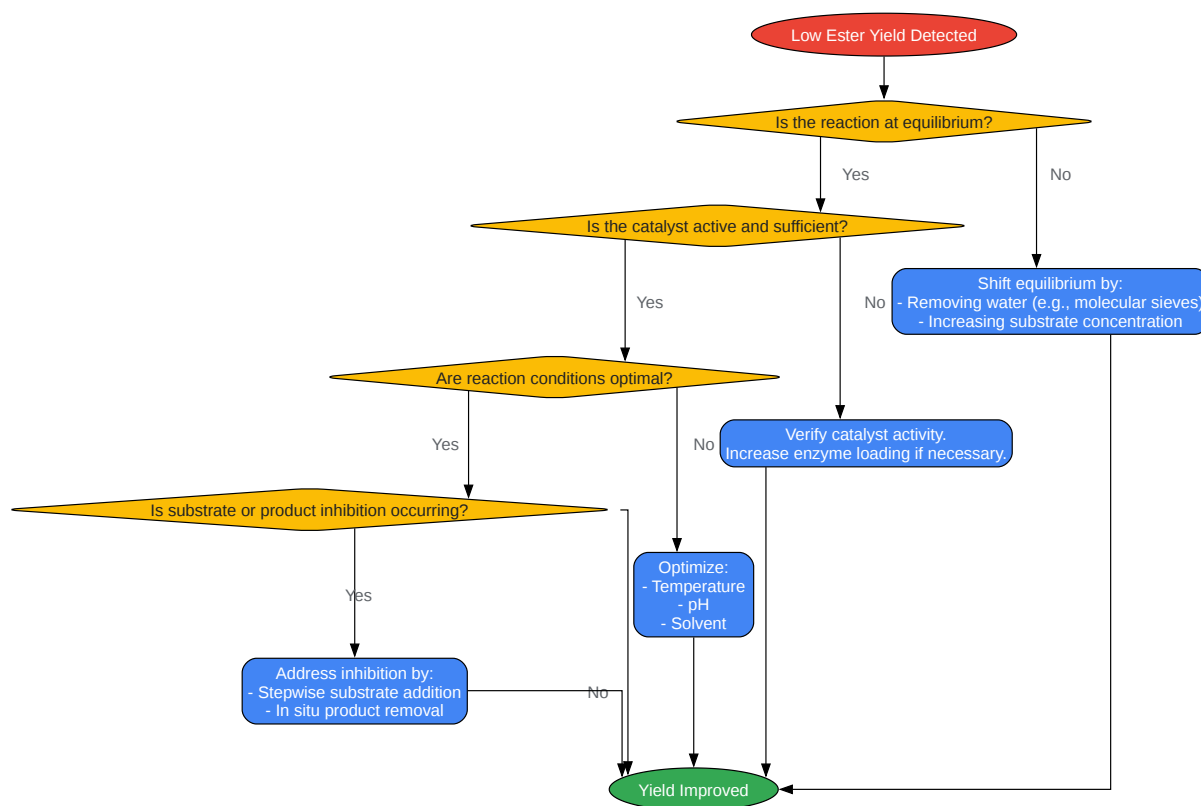 Low Ester Yield Detected
Is the reaction at equilibrium?
Yes
No
Is the catalyst active and sufficient?
Shift equilibrium by:
- Removing water (e.g., molecular sieves)
- Increasing substrate concentration
Yes
No
Are reaction conditions optimal?
Yes
No
Verify catalyst activity.
Increase enzyme loading if necessary.
Is substrate or product inhibition occurring?
Optimize:
- Temperature
- pH
- Solvent
Yes
Address inhibition by:
- Stepwise substrate addition
- In situ product removal
No
Yield Improved